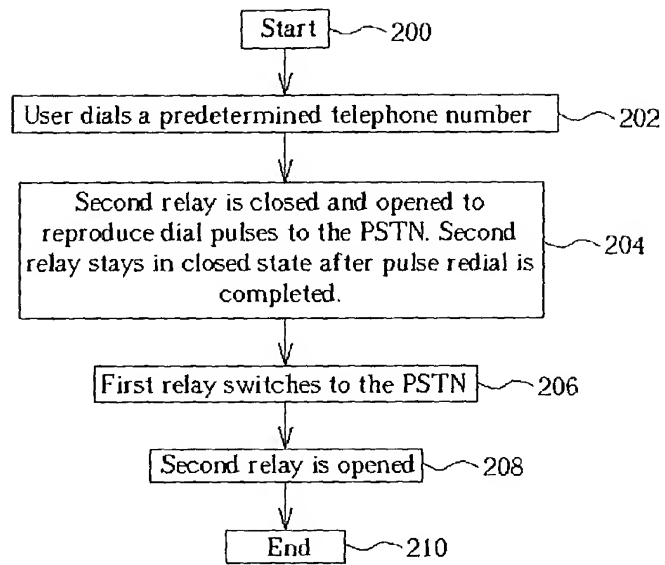 Start
200
User dials a predetermined telephone number
202
Second relay is closed and opened to
reproduce dial pulses to the PSTN. Second
relay stays in closed state after pulse redial is
completed.
204
First relay switches to the PSTN
206
Second relay is opened
208
End
210